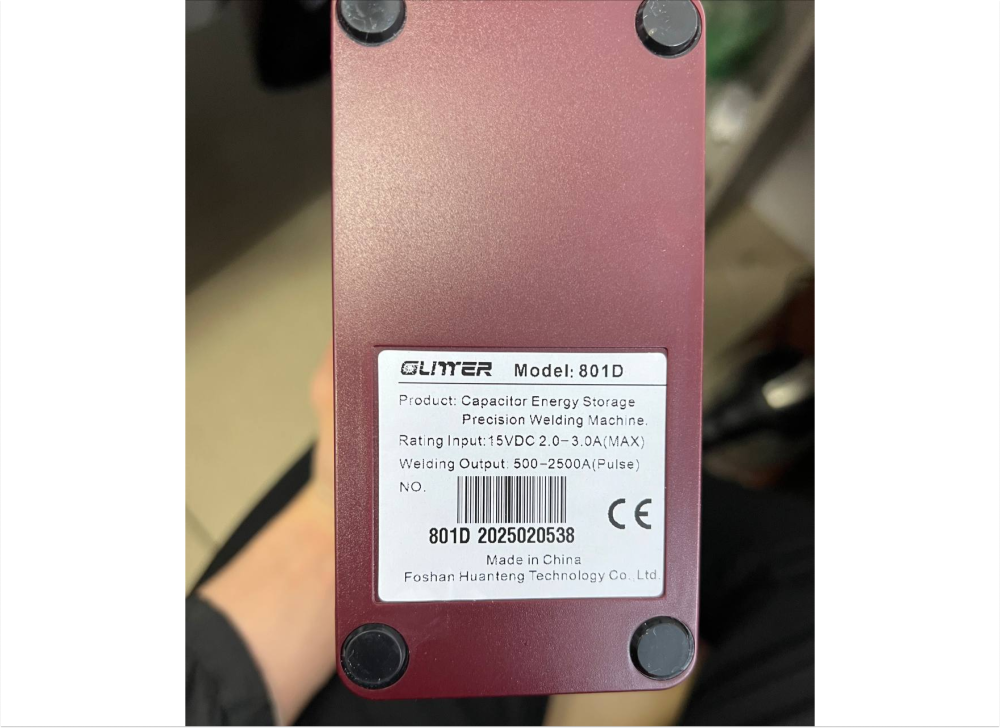 GLITTER Model: 801D
Product: Capacitor Energy Storage
Precision Welding Machine.
Rating Input:15VDC 2.0-3.0A(MAX)
Welding Output: 500-2500A(Pulse)
NO.
CE
801D 2025020538
Made in China
Foshan Huanteng Technology Co., Ltd.